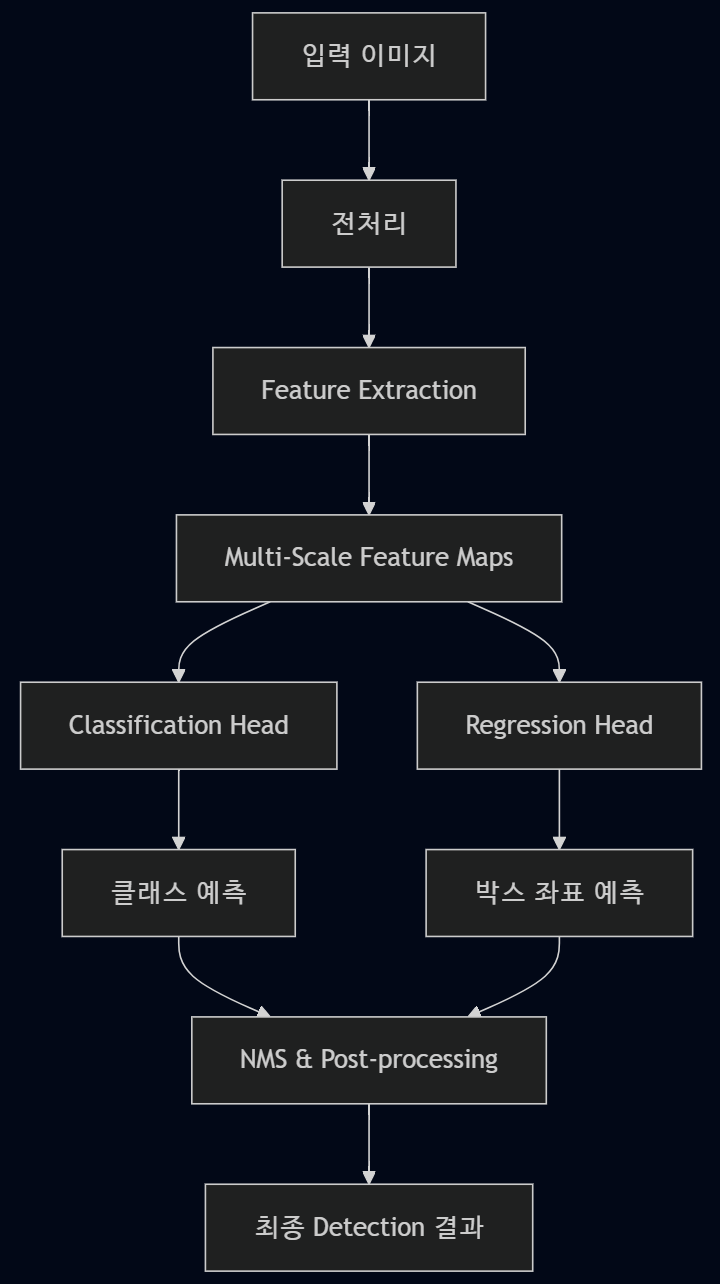 입력 이미지
전처리
Feature Extraction
Multi-Scale Feature Maps
Classification Head
Regression Head
클래스 예측
박스 좌표 예측
NMS & Post-processing
최종 Detection 결과